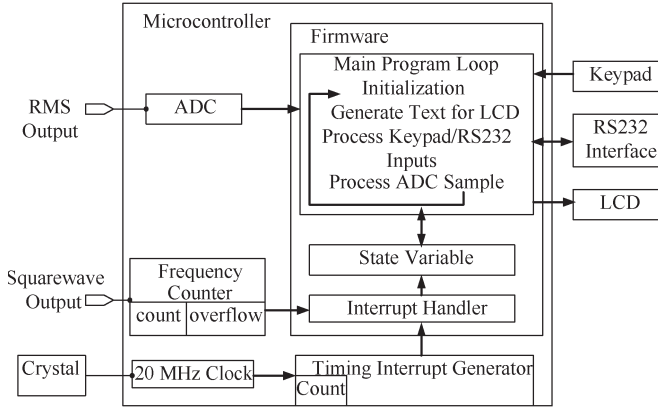 Microcontroller
Firmware
Main Program Loop
Initialization
Generate Text for LCD
Process Keypad/RS232
Inputs
Process ADC Sample
Keypad
RS232
Interface
LCD
RMS
Output
ADC
State Variable
Squarewave
Output
Frequency
Counter
count
overflow
Interrupt Handler
Crystal
20 MHz Clock
Timing Interrupt Generator
Count